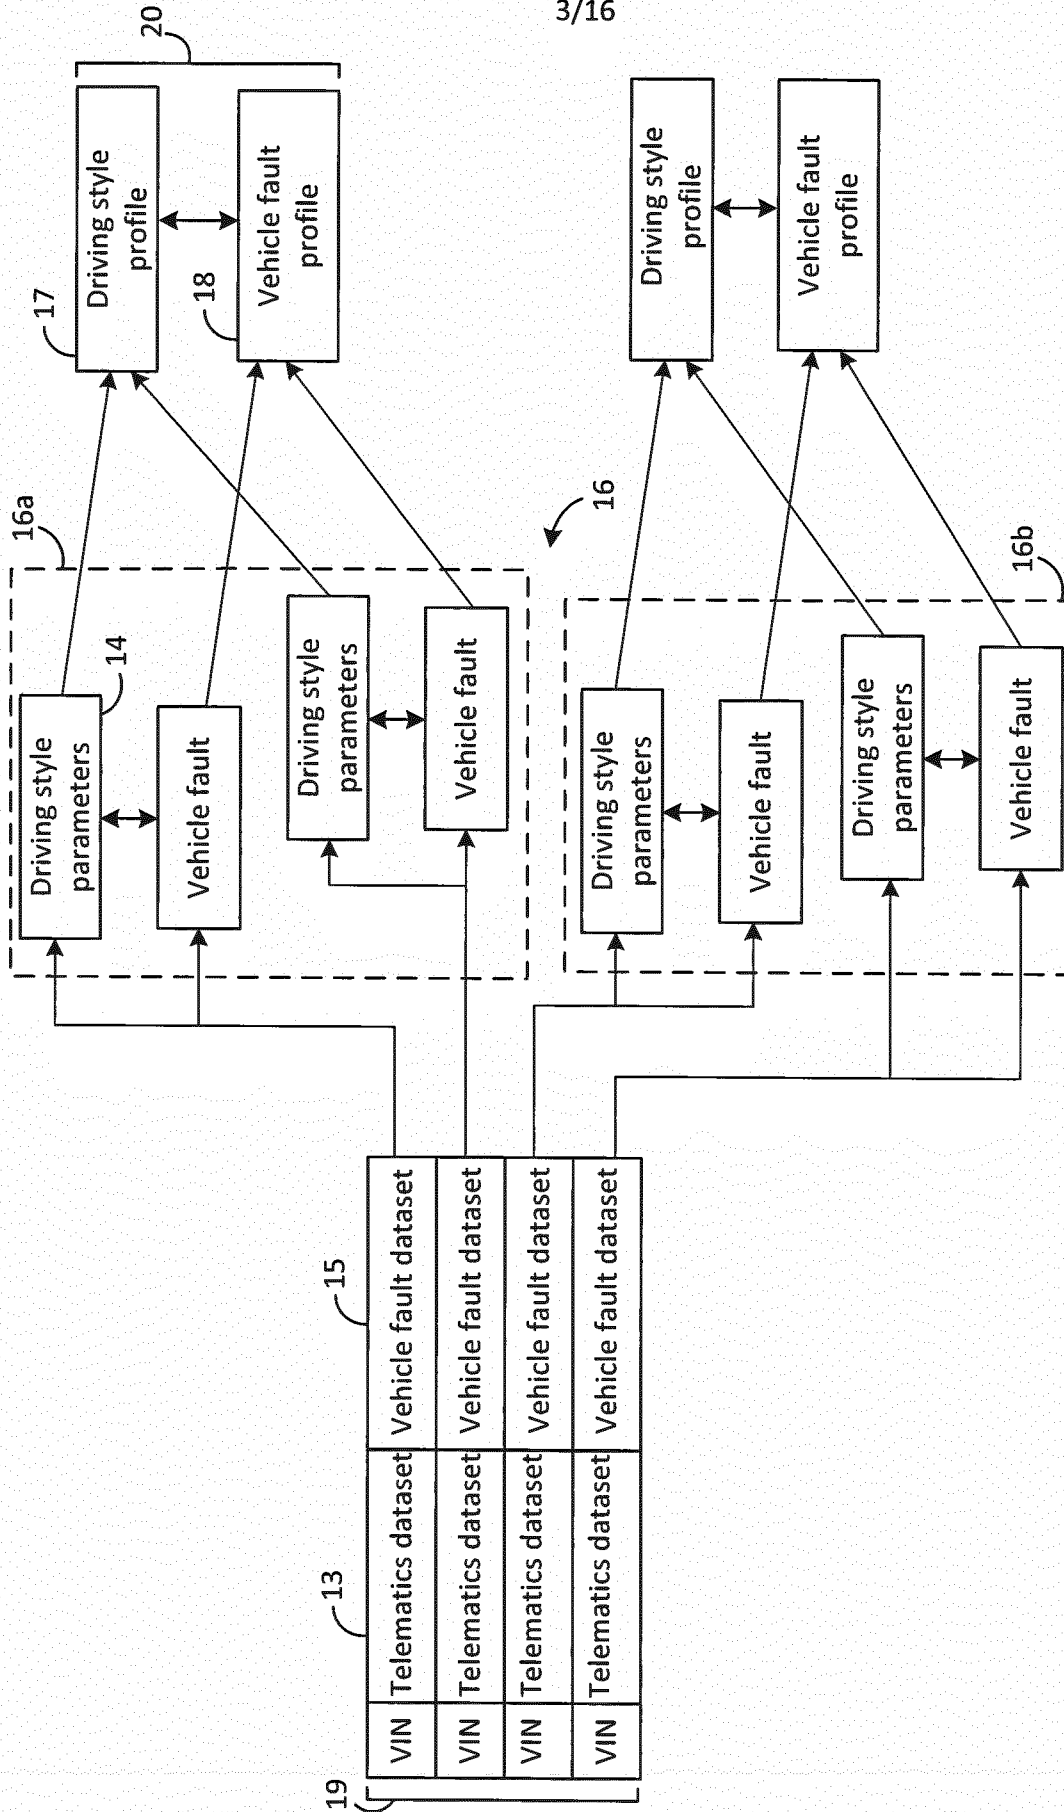 3/16
19
13
15
VIN Telematics dataset Vehicle fault dataset
VIN Telematics dataset Vehicle fault dataset
VIN Telematics dataset Vehicle fault dataset
VIN Telematics dataset Vehicle fault dataset
16a
Driving style
parameters
14
Vehicle fault
Driving style
parameters
Vehicle fault
16
Driving style
parameters
Vehicle fault
Driving style
parameters
Vehicle fault
16b
17
Driving style
profile
18
Vehicle fault
profile
20
Driving style
profile
Vehicle fault
profile